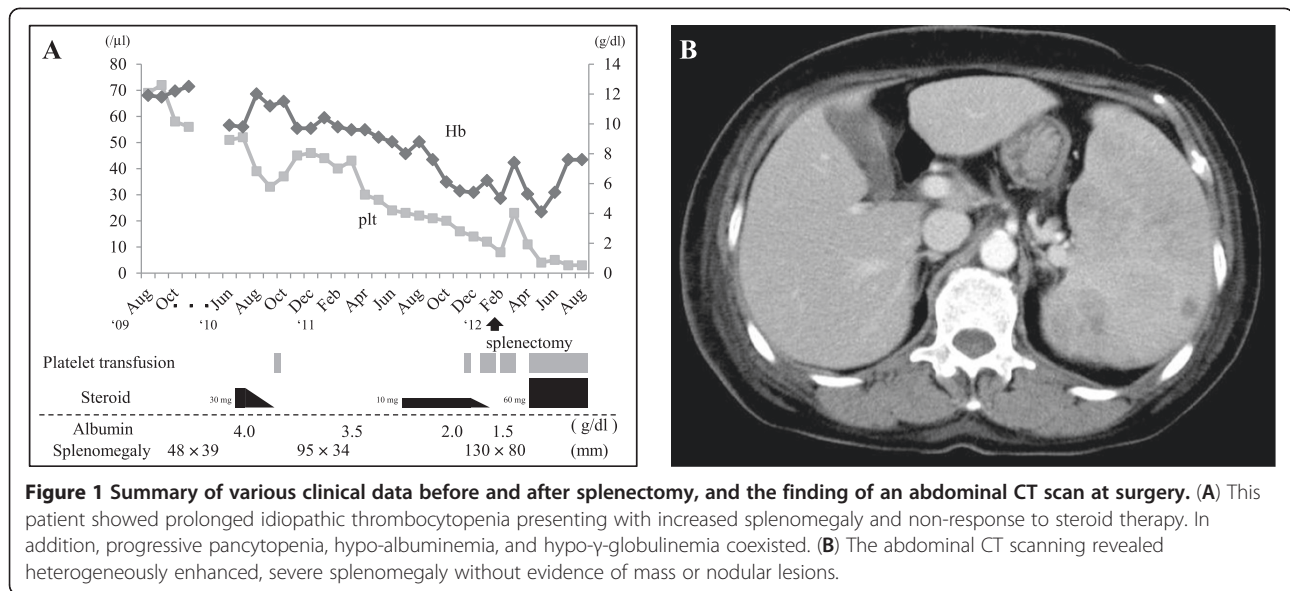 A
(/μl)
(g/dl)
80
70
60
50
40
30
20
10
0
14
12
10
8
6
4
2
0
Hb
plt
Aug
Oct
. . .
Jun
Aug
Oct
Dec
Feb
Apr
Jun
Aug
Oct
Dec
Feb
Apr
Jun
Aug
‘09
‘10
‘11
‘12
splenectomy
Platelet transfusion
Steroid
30 mg
10 mg
60 mg
Albumin 4.0 3.5 2.0 1.5 ( g/dl )
Splenomegaly 48 × 39 95 × 34 130 × 80 (mm)
B
Figure 1 Summary of various clinical data before and after splenectomy, and the finding of an abdominal CT scan at surgery. (A) This
patient showed prolonged idiopathic thrombocytopenia presenting with increased splenomegaly and non-response to steroid therapy. In
addition, progressive pancytopenia, hypo-albuminemia, and hypo-γ-globulinemia coexisted. (B) The abdominal CT scanning revealed
heterogeneously enhanced, severe splenomegaly without evidence of mass or nodular lesions.